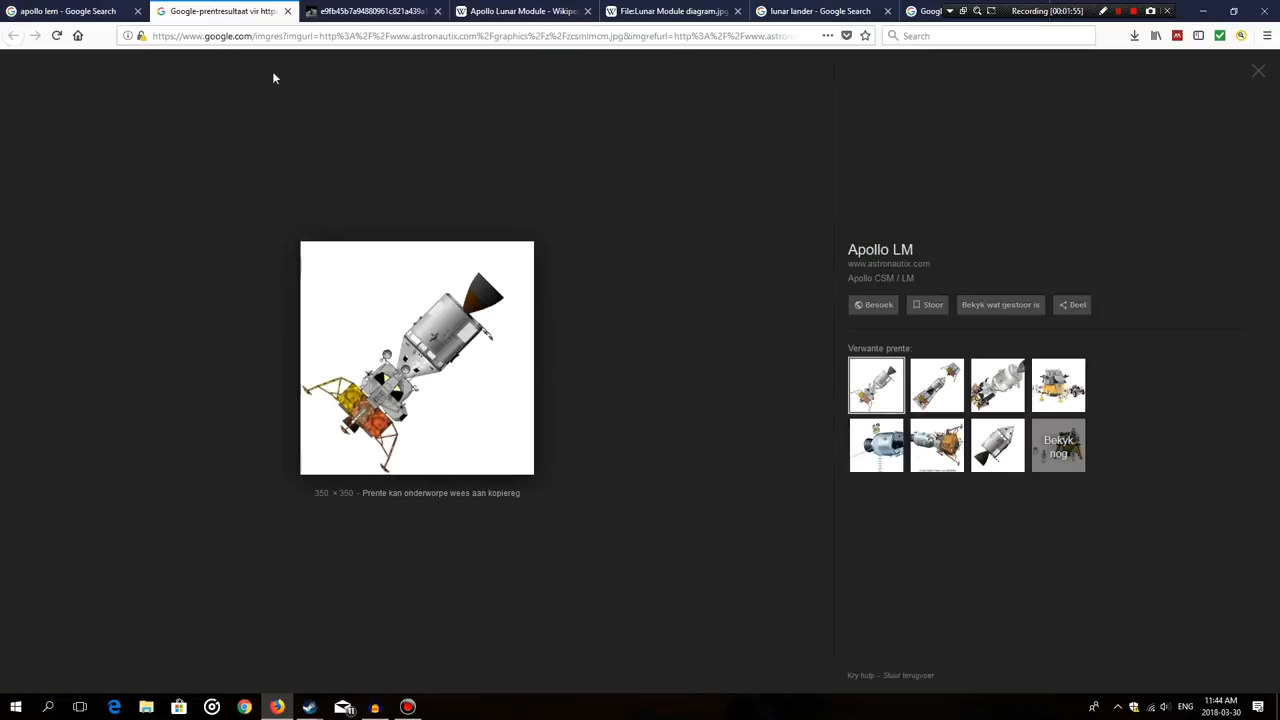 apollo lem - Google Search
Google-prentresultaat vir http
e9fb45b7a94880961c821a439a1
Apollo Lunar Module - Wikipe
File:Lunar Module diagram.jpg
lunar lander - Google Search
Googl
Recording [00:01:55]
https://www.google.com/imgres?imgurl=http%3A%2F%2Fwww.astronautix.com%2Fgraphics%2Fz%2Fzcsmlmcm.jpg&imgrefurl=http%3A%2F%2Fwww.astron
Search
Apollo LM
www.astronautix.com
Apollo CSM / LM
Besoek
Stoor
Bekyk wat gestoor is
Deel
Verwante prente:
Bekyk
nog
350 × 350 - Prente kan onderworpe wees aan kopiereg
Kry hulp - Stuur terugvoer
11:44 AM
ENG
2018-03-30